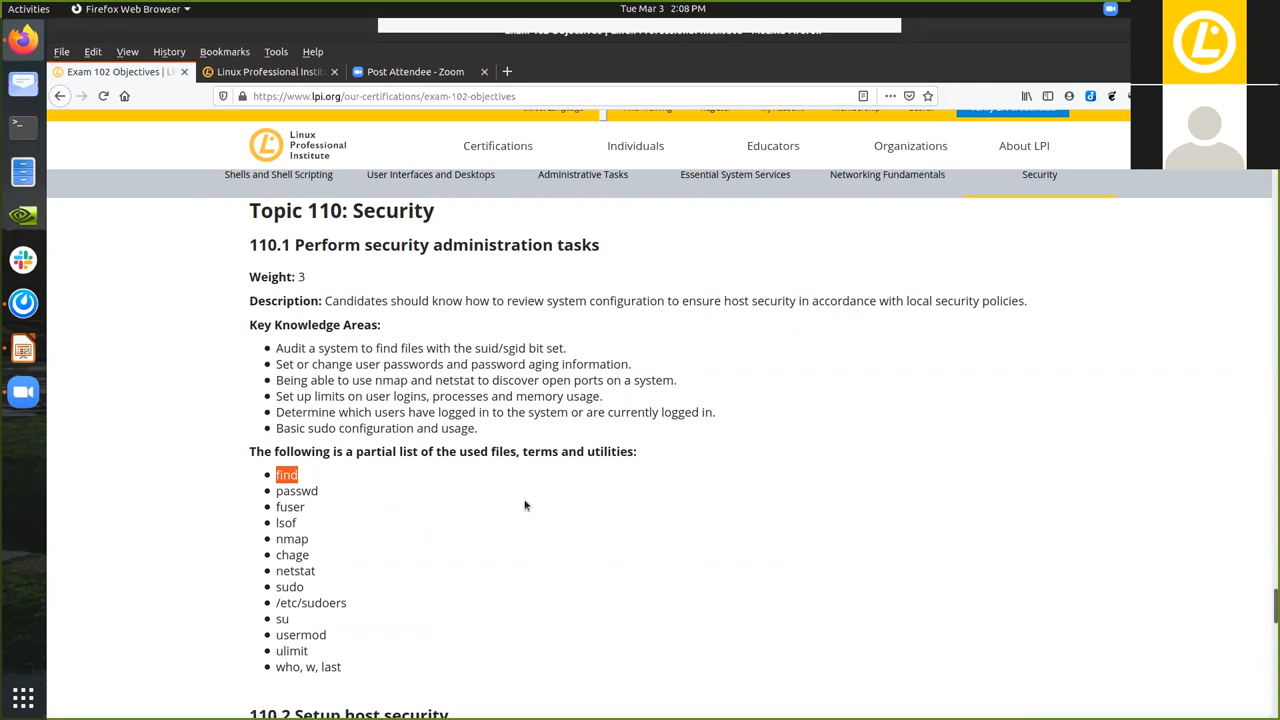 Activities
Firefox Web Browser
Tue Mar 3 2:08 PM
File Edit View History Bookmarks Tools Help
Exam 102 Objectives | Li
Linux Professional Instit
Post Attendee - Zoom
https://www.lpi.org/our-certifications/exam-102-objectives
Linux
Professional
Institute
Certifications
Individuals
Educators
Organizations
About LPI
Shells and Shell Scripting
User Interfaces and Desktops
Administrative Tasks
Essential System Services
Networking Fundamentals
Security
Topic 110: Security
110.1 Perform security administration tasks
Weight: 3
Description: Candidates should know how to review system configuration to ensure host security in accordance with local security policies.
Key Knowledge Areas:
Audit a system to find files with the suid/sgid bit set.
Set or change user passwords and password aging information.
Being able to use nmap and netstat to discover open ports on a system.
Set up limits on user logins, processes and memory usage.
Determine which users have logged in to the system or are currently logged in.
Basic sudo configuration and usage.
The following is a partial list of the used files, terms and utilities:
find
passwd
fuser
lsof
nmap
chage
netstat
sudo
/etc/sudoers
su
usermod
ulimit
who, w, last
110.2 Setup host security